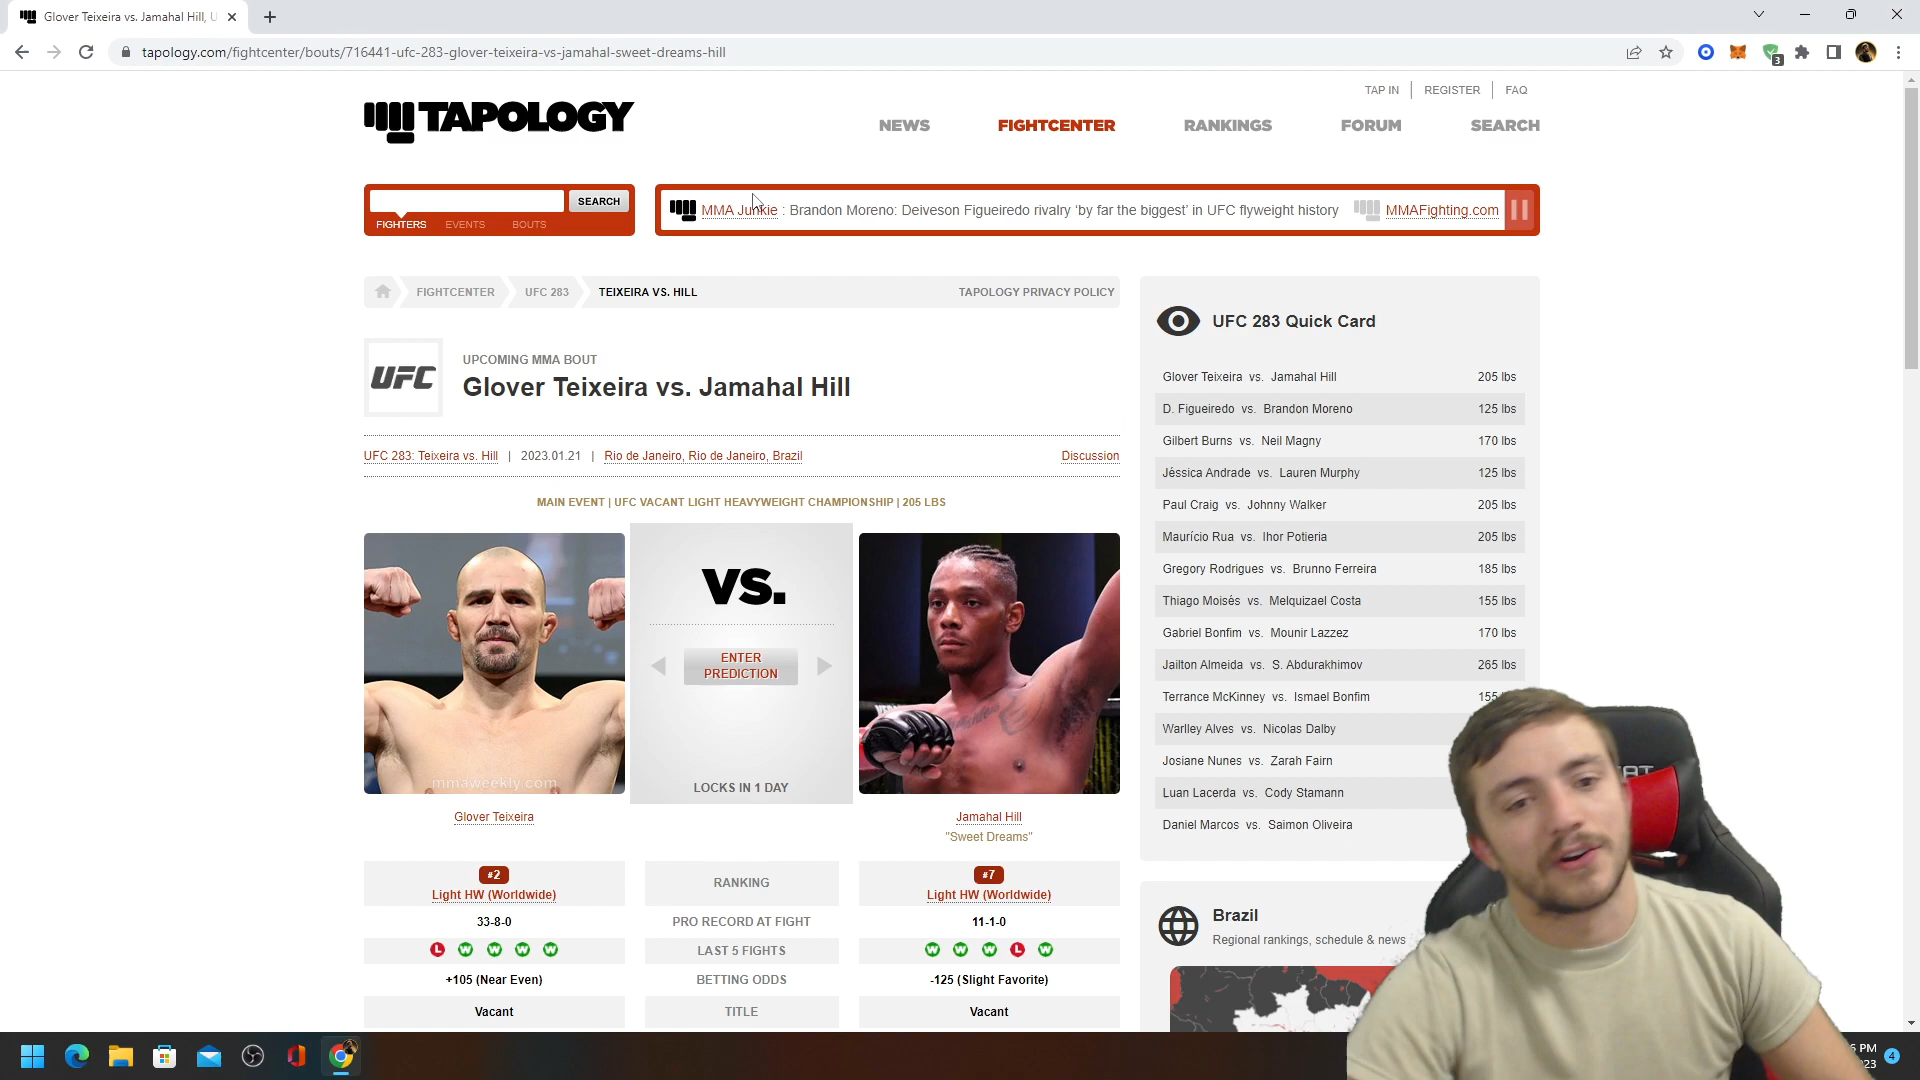 Glover Teixeira vs. Jamahal Hill, U
tapology.com/fightcenter/bouts/716441-ufc-283-glover-teixeira-vs-jamahal-sweet-dreams-hill
3
TAP IN REGISTER FAQ
TAPOLOGY
NEWS FIGHTCENTER RANKINGS FORUM SEARCH
SEARCH
FIGHTERS EVENTS BOUTS
MMA Junkie : Brandon Moreno: Deiveson Figueiredo rivalry 'by far the biggest' in UFC flyweight history MMAFighting.com
FIGHTCENTER UFC 283 TEIXEIRA VS. HILL TAPOLOGY PRIVACY POLICY
UFC
UPCOMING MMA BOUT
Glover Teixeira vs. Jamahal Hill
UFC 283: Teixeira vs. Hill | 2023.01.21 | Rio de Janeiro, Rio de Janeiro, Brazil Discussion
MAIN EVENT | UFC VACANT LIGHT HEAVYWEIGHT CHAMPIONSHIP | 205 LBS
VS.
ENTER
PREDICTION
LOCKS IN 1 DAY
mmaweekly.com
Glover Teixeira Jamahal Hill
"Sweet Dreams"
#2 RANKING #7
Light HW (Worldwide) Light HW (Worldwide)
33-8-0 PRO RECORD AT FIGHT 11-1-0
L W W W W LAST 5 FIGHTS W W W L W
+105 (Near Even) BETTING ODDS -125 (Slight Favorite)
Vacant TITLE Vacant
UFC 283 Quick Card
Glover Teixeira vs. Jamahal Hill 205 lbs
D. Figueiredo vs. Brandon Moreno 125 lbs
Gilbert Burns vs. Neil Magny 170 lbs
Jéssica Andrade vs. Lauren Murphy 125 lbs
Paul Craig vs. Johnny Walker 205 lbs
Maurício Rua vs. Ihor Potieria 205 lbs
Gregory Rodrigues vs. Brunno Ferreira 185 lbs
Thiago Moisés vs. Melquizael Costa 155 lbs
Gabriel Bonfim vs. Mounir Lazzez 170 lbs
Jailton Almeida vs. S. Abdurakhimov 265 lbs
Terrance McKinney vs. Ismael Bonfim 155
Warlley Alves vs. Nicolas Dalby
Josiane Nunes vs. Zarah Fairn
Luan Lacerda vs. Cody Stamann
Daniel Marcos vs. Saimon Oliveira
Brazil
Regional rankings, schedule & news
6 PM
23
4